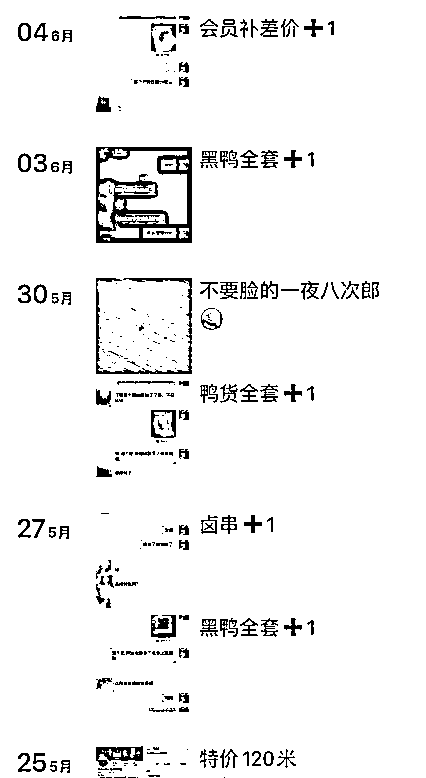 04 6月
会员补差价➕1
03 6月
黑鸭全套➕1
30 5月
不要脸的一夜八次郎
鸭货全套➕1
27 5月
卤串➕1
黑鸭全套➕1
25 5月
特价120米